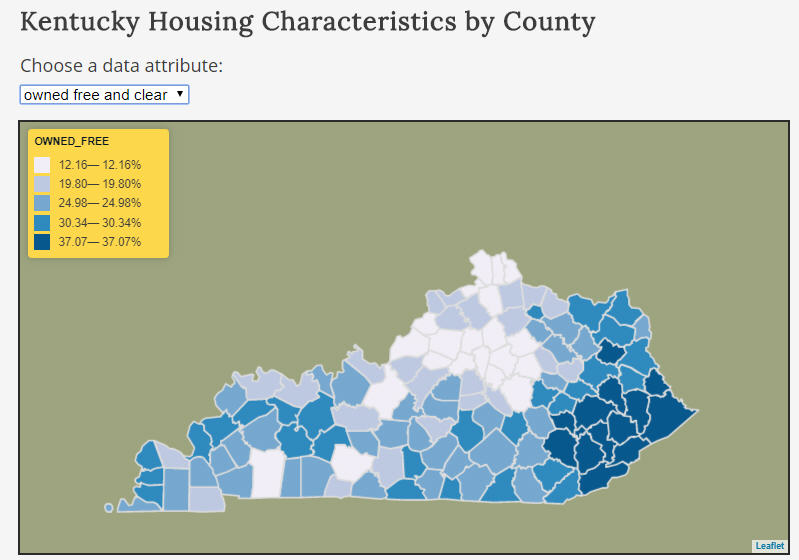 Kentucky Housing Characteristics by County
Choose a data attribute:
owned free and clear
OWNED_FREE
12.16— 12.16%
19.80— 19.80%
24.98— 24.98%
30.34— 30.34%
37.07— 37.07%
Leaflet